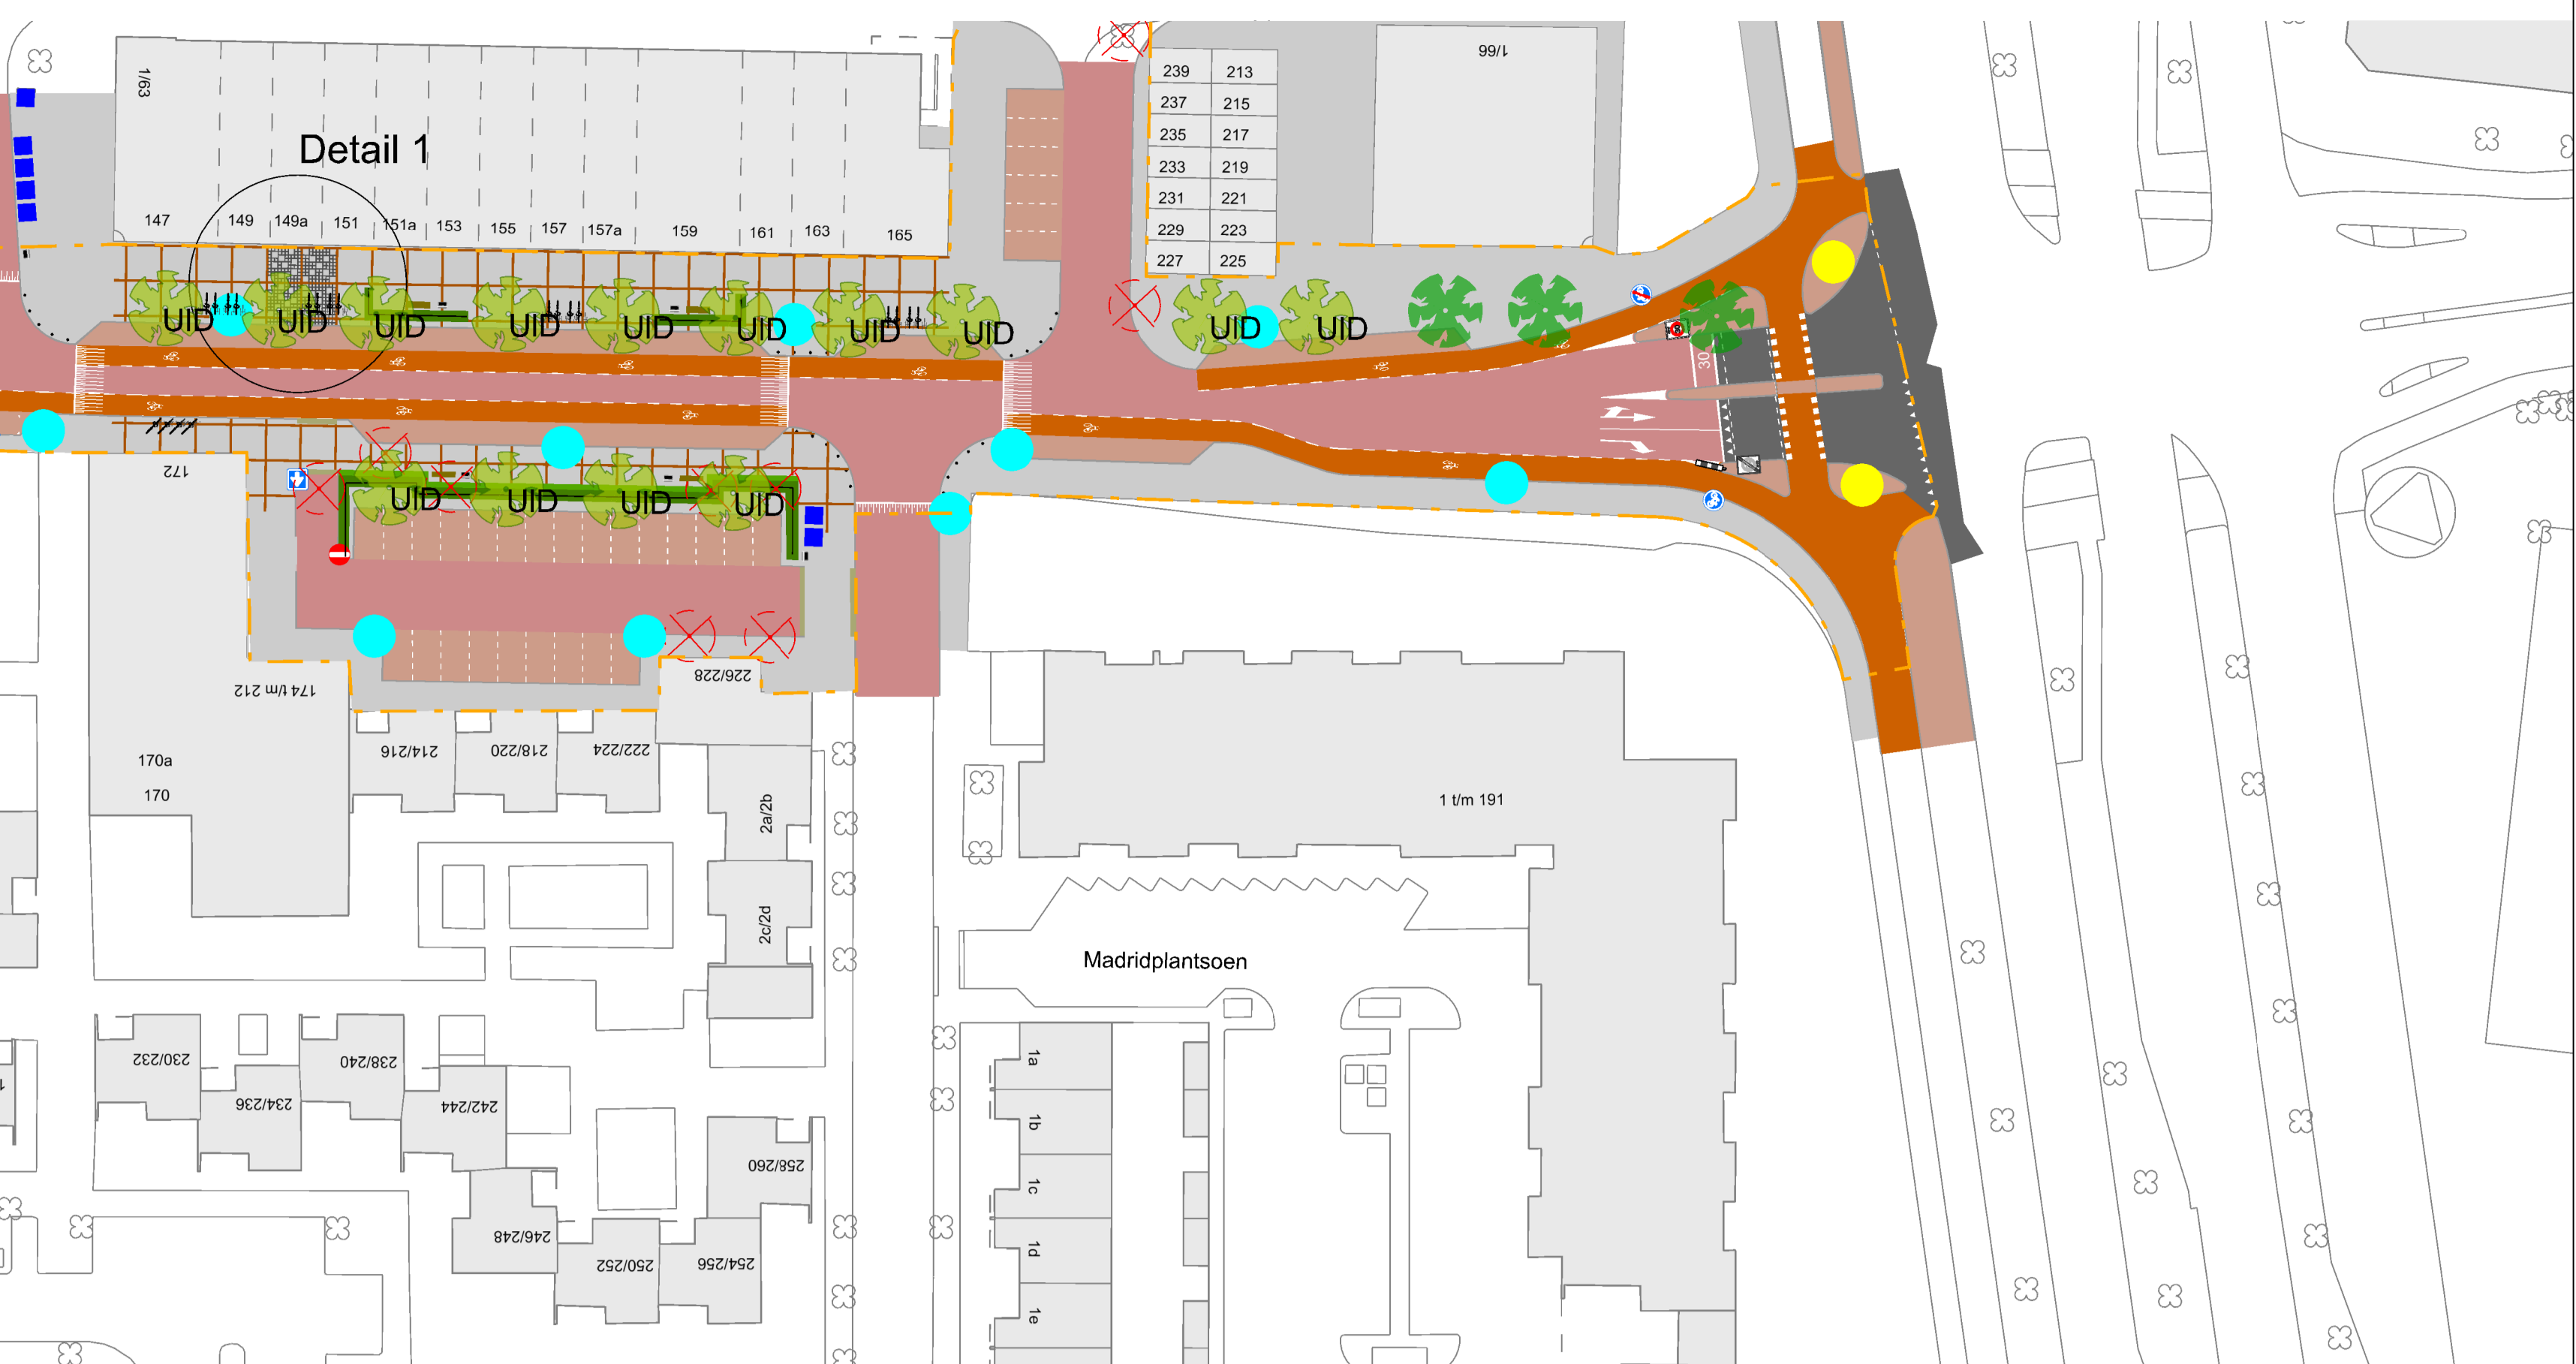 1/63
Detail 1
147
149
149a
151
151a
153
155
157
157a
159
161
163
165
239 213
237 215
235 217
233 219
231 221
229 223
227 225
1/66
UID
UID
UID
UID
UID
UID
UID
UID
UID
UID
30
172
UID
UID
UID
UID
174 t/m 212
226/228
214/216
218/220
222/224
170a
170
2a/2b
2c/2d
1 t/m 191
Madridplantsoen
230/232
234/236
238/240
242/244
246/248
250/252
254/256
258/260
1a
1b
1c
1d
1e